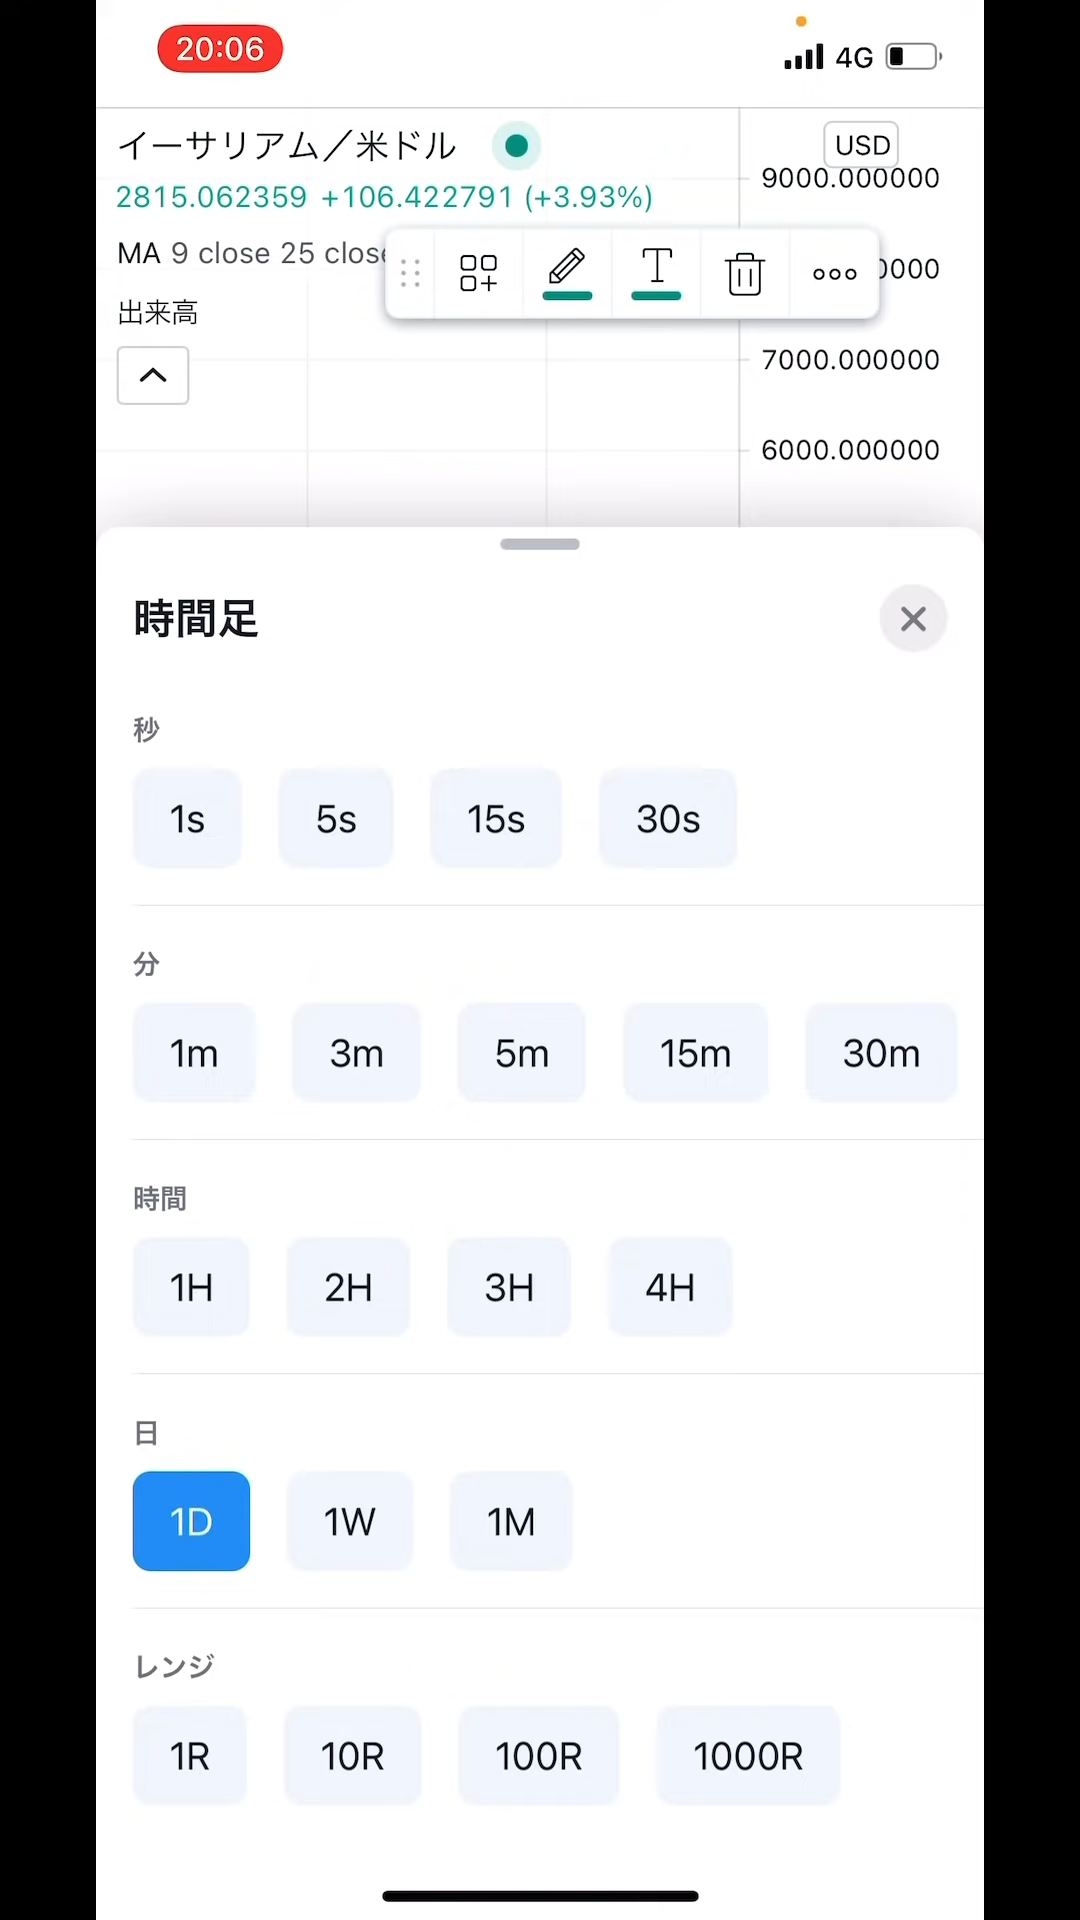 20:06 4G
イーサリアム／米ドル USD
9000.000000
2815.062359 +106.422791 (+3.93%)
MA 9 close 25 close
0000
出来高
7000.000000
6000.000000
時間足
秒
1s 5s 15s 30s
分
1m 3m 5m 15m 30m
時間
1H 2H 3H 4H
日
1D 1W 1M
レンジ
1R 10R 100R 1000R